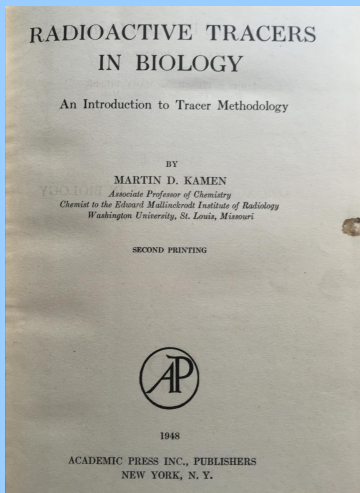 RADIOACTIVE TRACERS
IN BIOLOGY
An Introduction to Tracer Methodology
BY
MARTIN D. KAMEN
Associate Professor of Chemistry
Chemist to the Edward Mallinckrodt Institute of Radiology
Washington University, St. Louis, Missouri
SECOND PRINTING
AP
1948
ACADEMIC PRESS INC., PUBLISHERS
NEW YORK, N. Y.